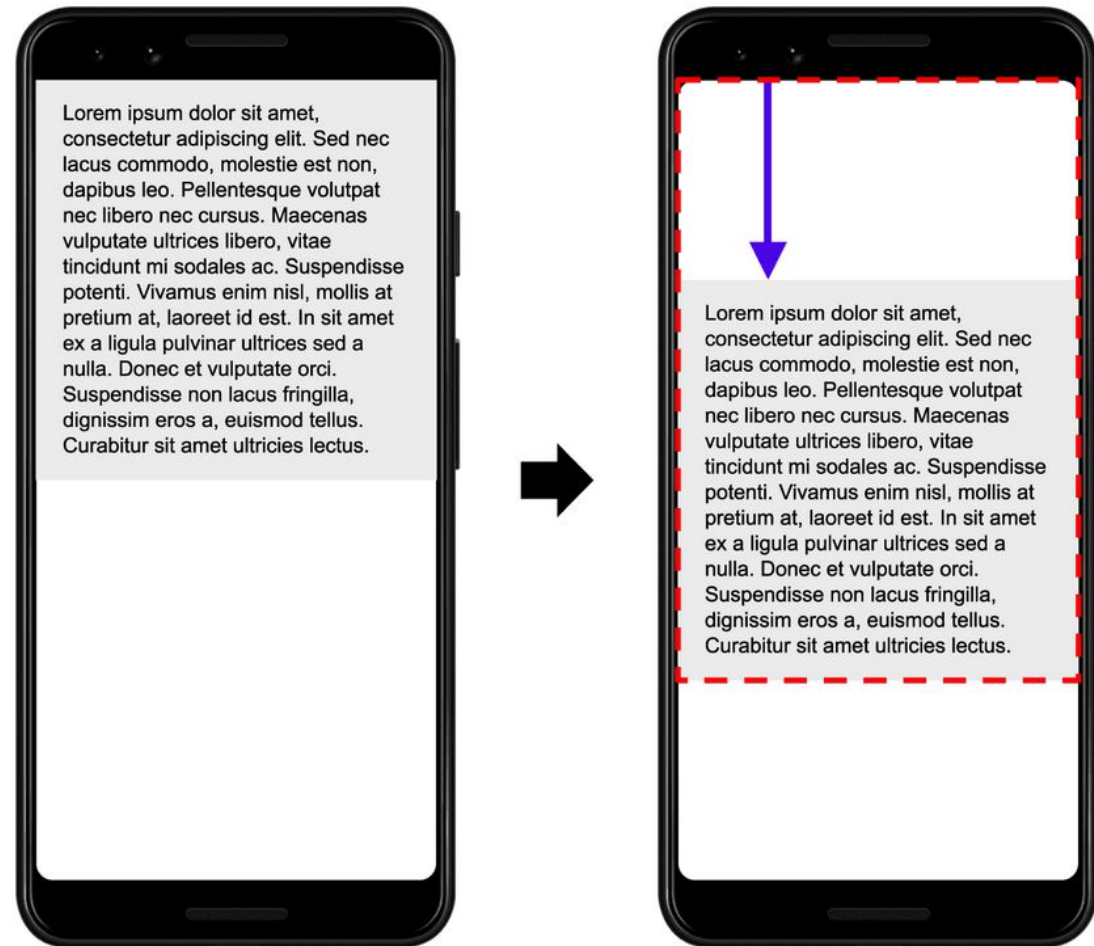 Lorem ipsum dolor sit amet,
consectetur adipiscing elit. Sed nec
lacus commodo, molestie est non,
dapibus leo. Pellentesque volutpat
nec libero nec cursus. Maecenas
vulputate ultrices libero, vitae
tincidunt mi sodales ac. Suspendisse
potenti. Vivamus enim nisl, mollis at
pretium at, laoreet id est. In sit amet
ex a ligula pulvinar ultrices sed a
nulla. Donec et vulputate orci.
Suspendisse non lacus fringilla,
dignissim eros a, euismod tellus.
Curabitur sit amet ultricies lectus.
Lorem ipsum dolor sit amet,
consectetur adipiscing elit. Sed nec
lacus commodo, molestie est non,
dapibus leo. Pellentesque volutpat
nec libero nec cursus. Maecenas
vulputate ultrices libero, vitae
tincidunt mi sodales ac. Suspendisse
potenti. Vivamus enim nisl, mollis at
pretium at, laoreet id est. In sit amet
ex a ligula pulvinar ultrices sed a
nulla. Donec et vulputate orci.
Suspendisse non lacus fringilla,
dignissim eros a, euismod tellus.
Curabitur sit amet ultricies lectus.